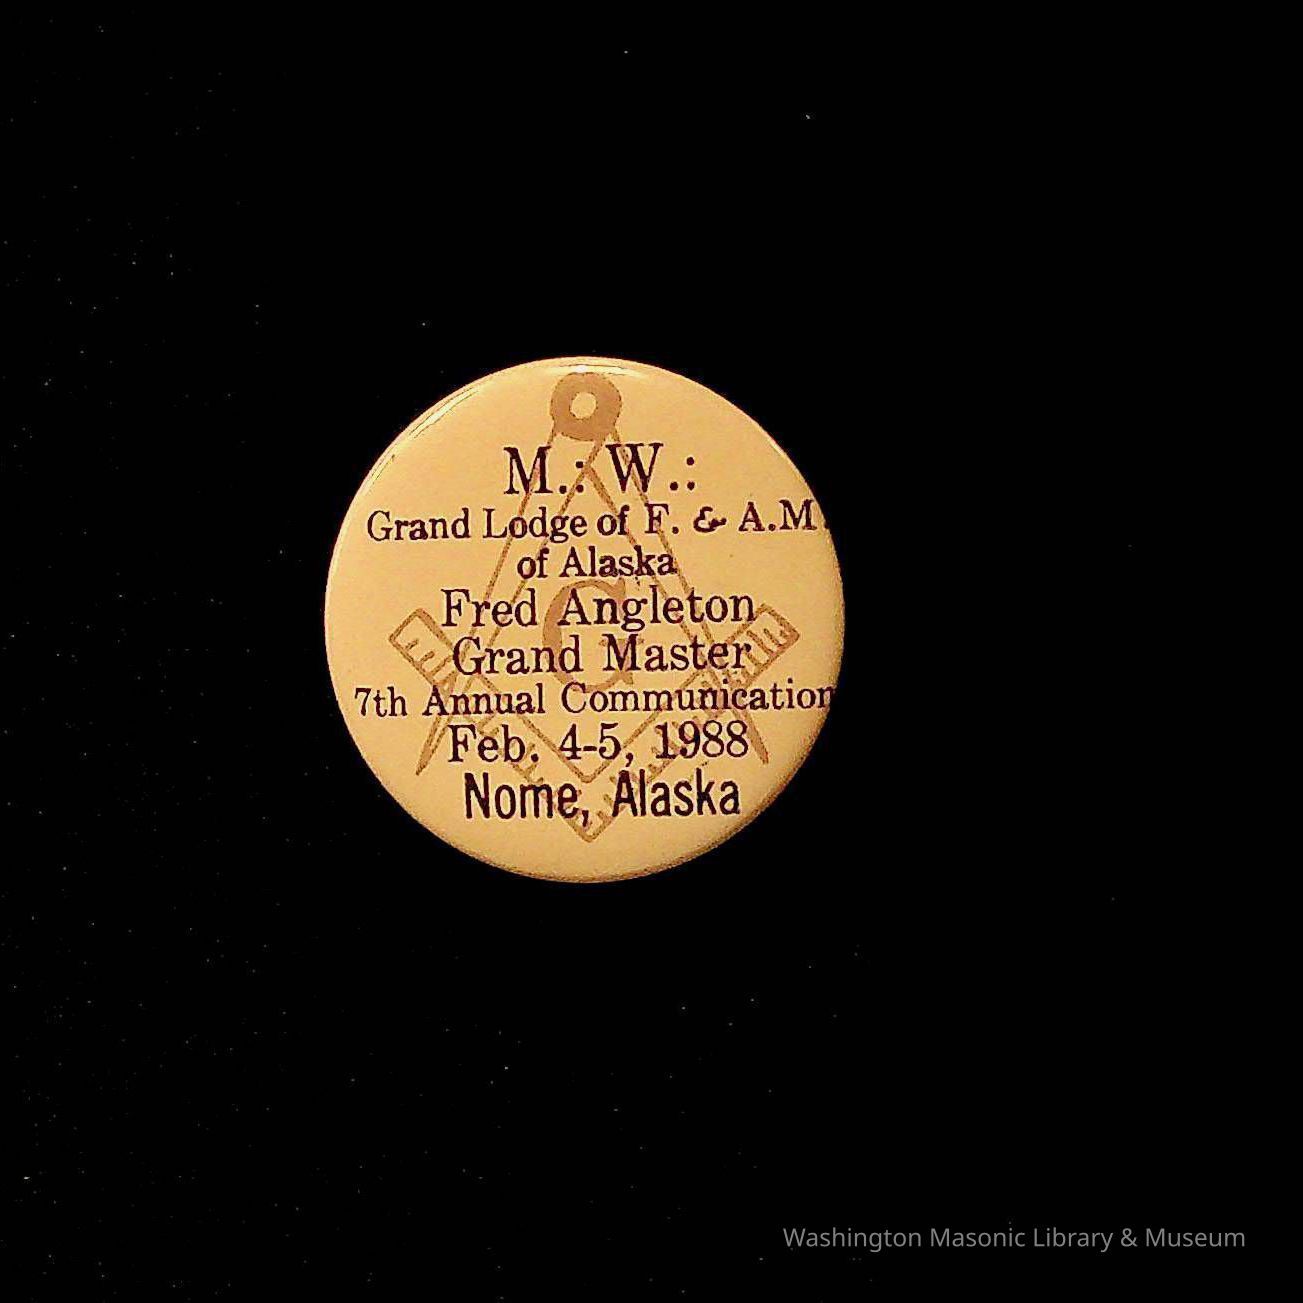 M.: W.:
Grand Lodge of F. & A.M.
of Alaska
G
Fred Angleton
Grand Master
7th Annual Communication
Feb. 4-5, 1988
Nome, Alaska
Washington Masonic Library & Museum